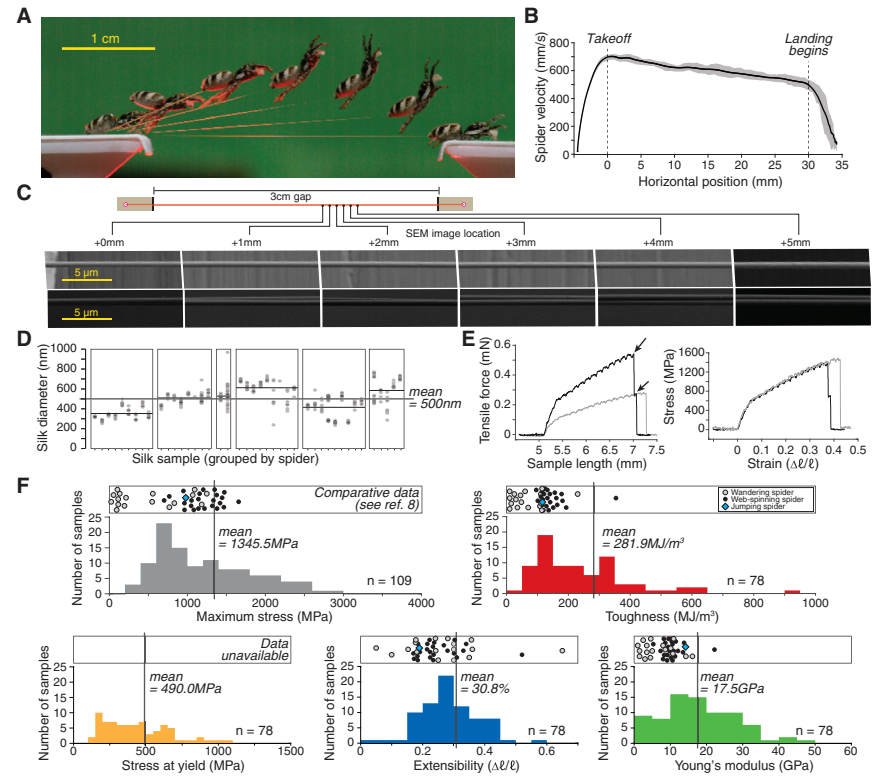 A
1 cm
B
Takeoff
Landing
begins
Spider velocity (mm/s)
800
600
400
200
0
0 5 10 15 20 25 30 35
Horizontal position (mm)
C
3cm gap
SEM image location
+0mm +1mm +2mm +3mm +4mm +5mm
5 μm
5 μm
D
Silk diameter (nm)
1000
800
600
400
200
0
mean
=500nm
Silk sample (grouped by spider)
E
Tensile force (mN)
0.6
0.4
0.2
0
5 5.5 6 6.5 7 7.5
Sample length (mm)
Stress (MPa)
1600
1200
800
400
0
0 0.1 0.2 0.3 0.4 0.5
Strain (Δℓ/ℓ)
F
Comparative data
(see ref. 8)
Number of samples
25
20
15
10
5
0
mean
= 1345.5MPa
n = 109
0 1000 2000 3000 4000
Maximum stress (MPa)
Wandering spider
Web-spinning spider
Jumping spider
Number of samples
25
20
15
10
5
0
mean
= 281.9MJ/m³
n = 78
0 200 400 600 800 1000
Toughness (MJ/m³)
Data
unavailable
Number of samples
25
20
15
10
5
0
mean
= 490.0MPa
n = 78
0 500 1000 1500
Stress at yield (MPa)
Number of samples
25
20
15
10
5
0
mean
= 30.8%
n = 78
0 0.2 0.4 0.6
Extensibility (Δℓ/ℓ)
Number of samples
25
20
15
10
5
0
mean
=17.5GPa
n = 78
0 10 20 30 40 50 60
Young's modulus (GPa)